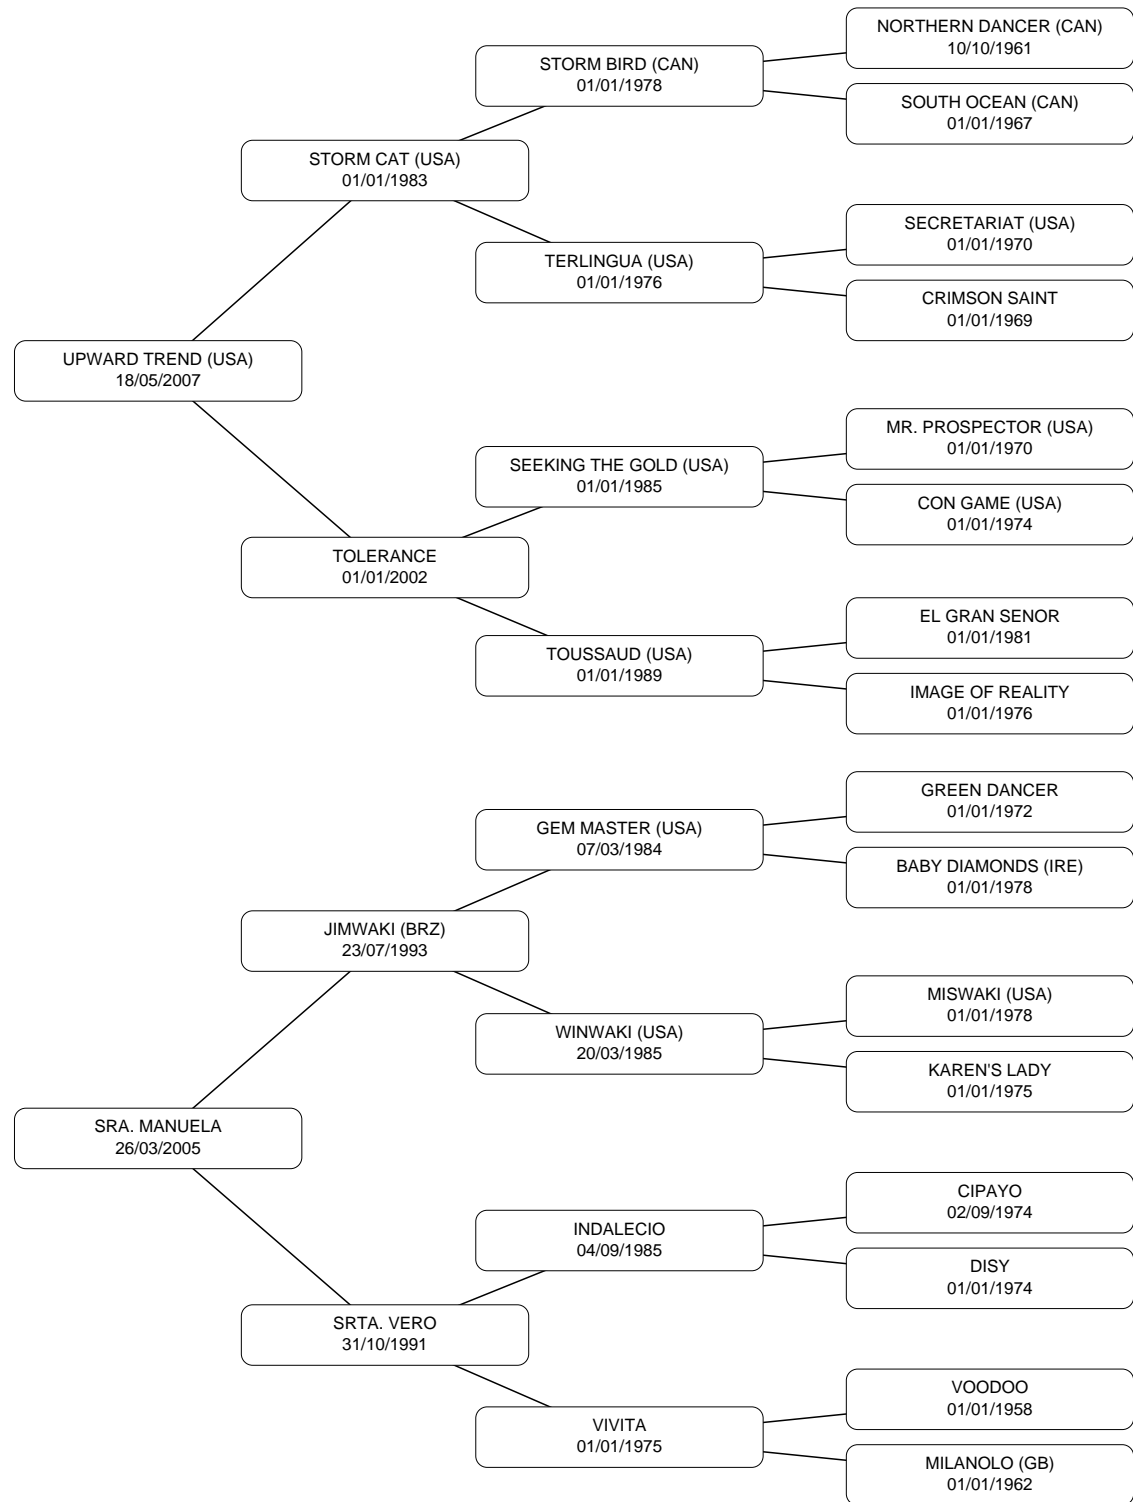 NORTHERN DANCER (CAN)
10/10/1961
STORM BIRD (CAN)
01/01/1978
SOUTH OCEAN (CAN)
01/01/1967
STORM CAT (USA)
01/01/1983
SECRETARIAT (USA)
01/01/1970
TERLINGUA (USA)
01/01/1976
CRIMSON SAINT
01/01/1969
UPWARD TREND (USA)
18/05/2007
MR. PROSPECTOR (USA)
01/01/1970
SEEKING THE GOLD (USA)
01/01/1985
CON GAME (USA)
01/01/1974
TOLERANCE
01/01/2002
EL GRAN SENOR
01/01/1981
TOUSSAUD (USA)
01/01/1989
IMAGE OF REALITY
01/01/1976
GREEN DANCER
01/01/1972
GEM MASTER (USA)
07/03/1984
BABY DIAMONDS (IRE)
01/01/1978
JIMWAKI (BRZ)
23/07/1993
MISWAKI (USA)
01/01/1978
WINWAKI (USA)
20/03/1985
KAREN'S LADY
01/01/1975
SRA. MANUELA
26/03/2005
CIPAYO
02/09/1974
INDALECIO
04/09/1985
DISY
01/01/1974
SRTA. VERO
31/10/1991
VOODOO
01/01/1958
VIVITA
01/01/1975
MILANOLO (GB)
01/01/1962